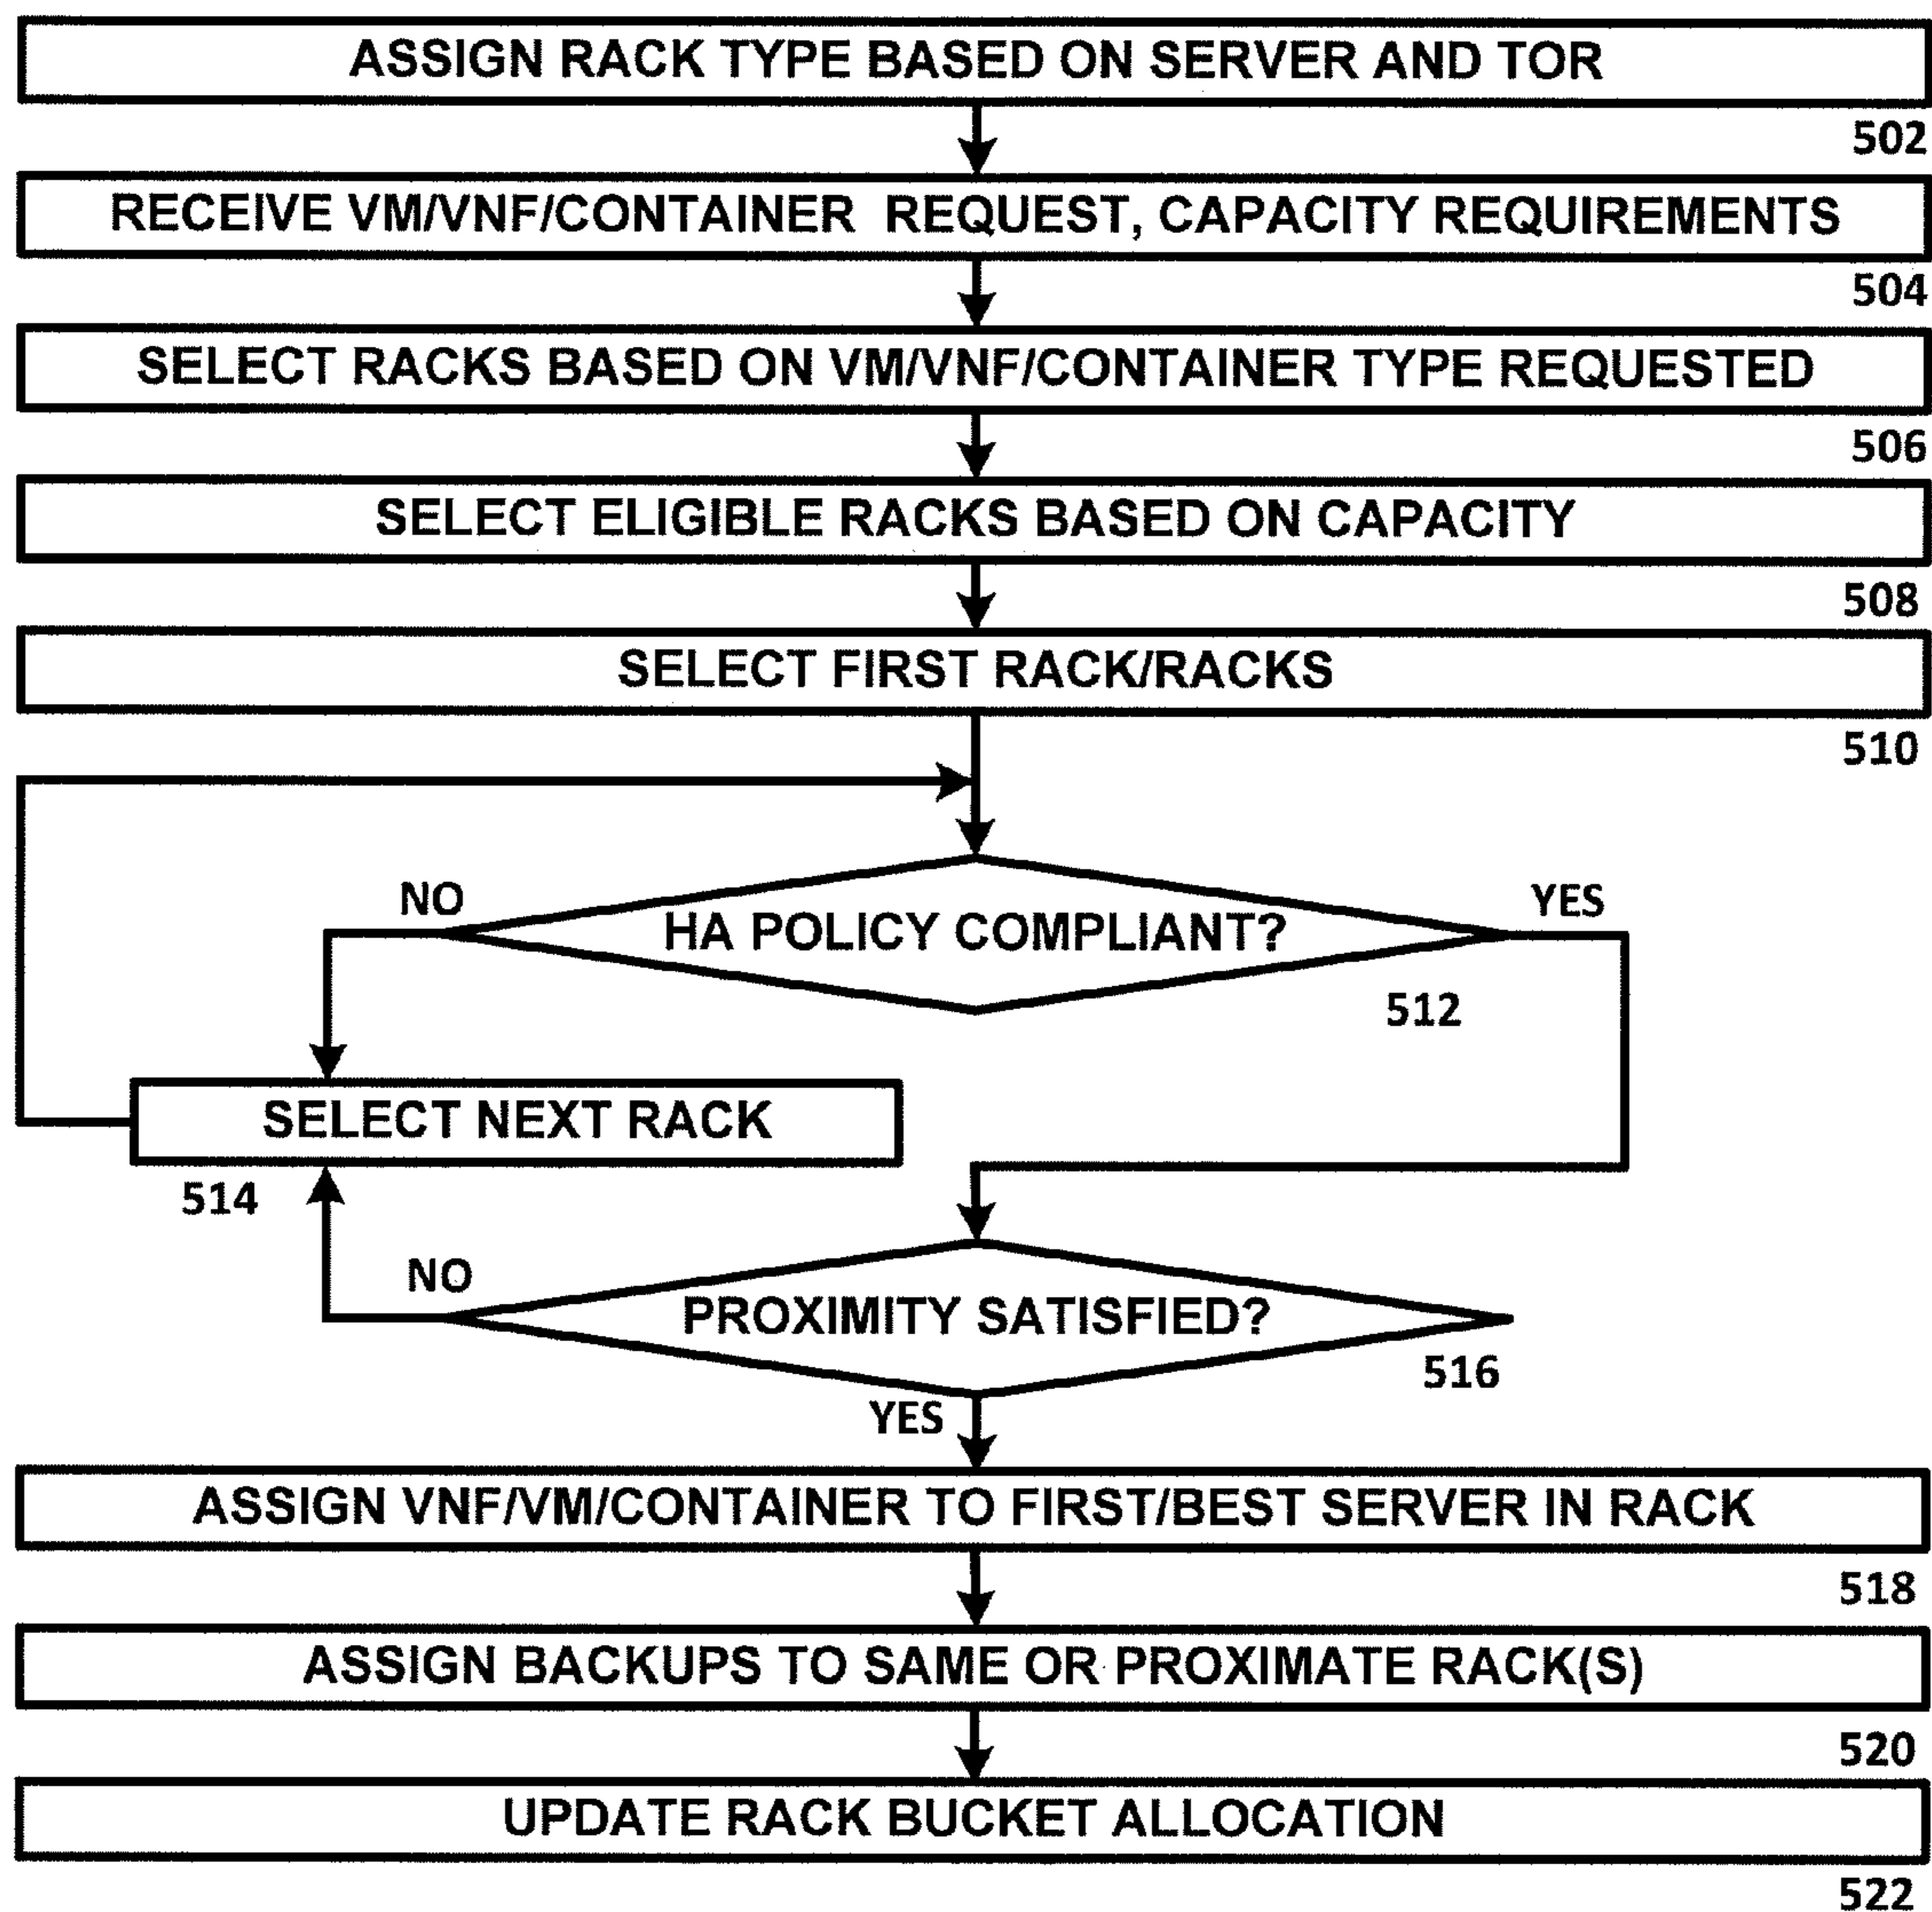 ASSIGN RACK TYPE BASED ON SERVER AND TOR
502
RECEIVE VM/VNF/CONTAINER REQUEST, CAPACITY REQUIREMENTS
504
SELECT RACKS BASED ON VM/VNF/CONTAINER TYPE REQUESTED
506
SELECT ELIGIBLE RACKS BASED ON CAPACITY
508
SELECT FIRST RACK/RACKS
510
NO
YES
HA POLICY COMPLIANT?
512
SELECT NEXT RACK
514
NO
PROXIMITY SATISFIED?
516
YES
ASSIGN VNF/VM/CONTAINER TO FIRST/BEST SERVER IN RACK
518
ASSIGN BACKUPS TO SAME OR PROXIMATE RACK(S)
520
UPDATE RACK BUCKET ALLOCATION
522